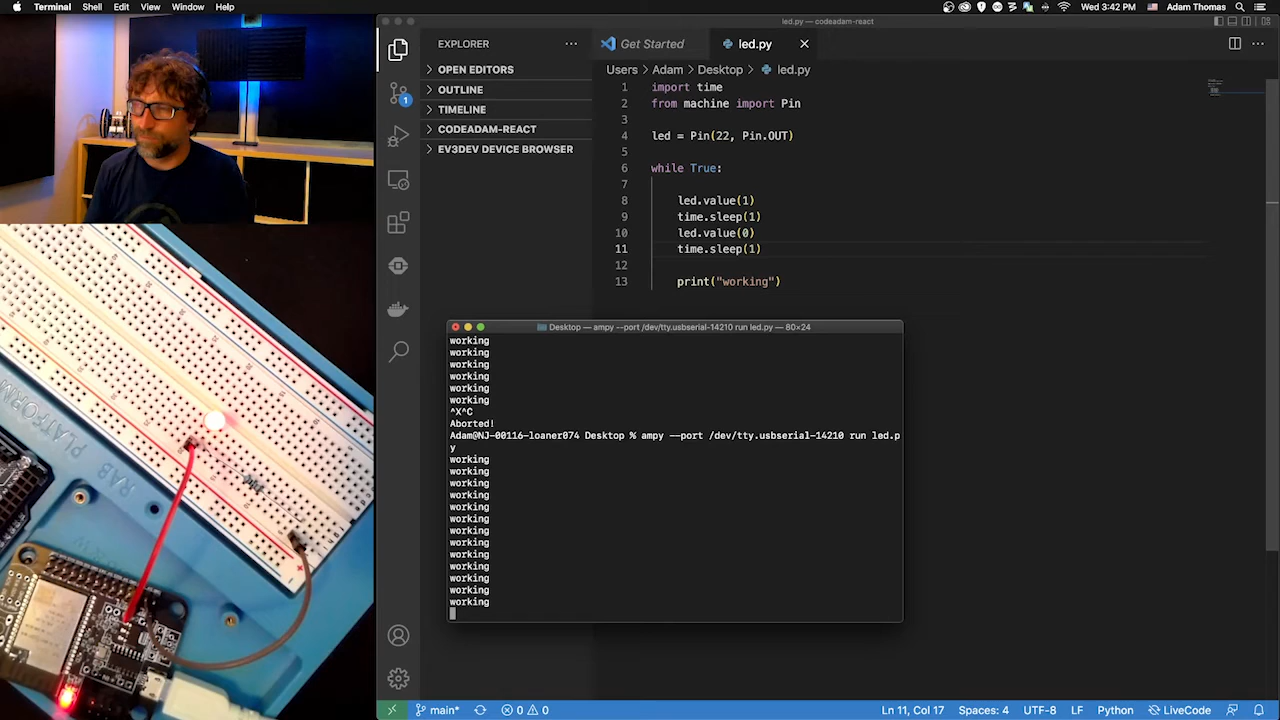 Terminal Shell Edit View Window Help
Wed 3:42 PM Adam Thomas
led.py — codeadam-react
EXPLORER
OPEN EDITORS
OUTLINE
TIMELINE
CODEADAM-REACT
EV3DEV DEVICE BROWSER
1
Get Started
led.py
Users > Adam > Desktop > led.py
1 import time
2 from machine import Pin
3
4 led = Pin(22, Pin.OUT)
5
6 while True:
7
8 led.value(1)
9 time.sleep(1)
10 led.value(0)
11 time.sleep(1)
12
13 print("working")
Desktop — ampy --port /dev/tty.usbserial-14210 run led.py — 80×24
working
working
working
working
working
working
^X^C
Aborted!
Adam@NJ-00116-loaner074 Desktop % ampy --port /dev/tty.usbserial-14210 run led.p
y
working
working
working
working
working
working
working
working
working
working
working
working
working
PLATFORM
RAB
main*
0 0
Ln 11, Col 17 Spaces: 4 UTF-8 LF Python LiveCode